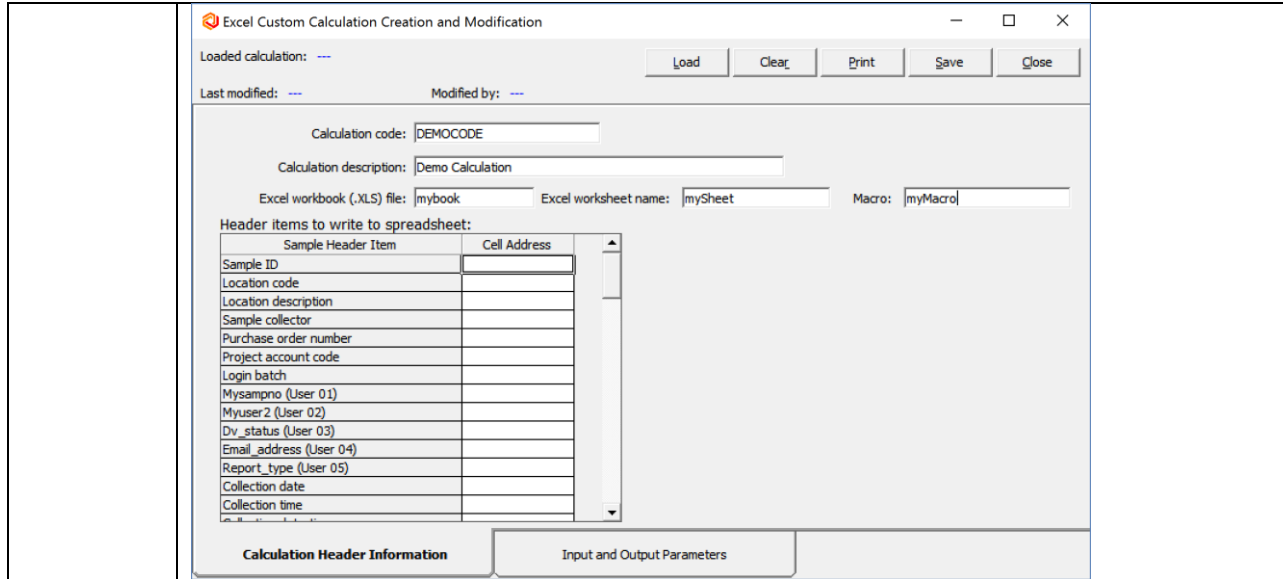 Excel Custom Calculation Creation and Modification
Loaded calculation: ---
Load Clear Print Save Close
Last modified: --- Modified by: ---
Calculation code: DEMOCODE
Calculation description: Demo Calculation
Excel workbook (.XLS) file: mybook Excel worksheet name: mySheet Macro: myMacro
Header items to write to spreadsheet:
Sample Header Item Cell Address
Sample ID
Location code
Location description
Sample collector
Purchase order number
Project account code
Login batch
Mysampno (User 01)
Myuser2 (User 02)
Dv_status (User 03)
Email_address (User 04)
Report_type (User 05)
Collection date
Collection time
Calculation Header Information Input and Output Parameters